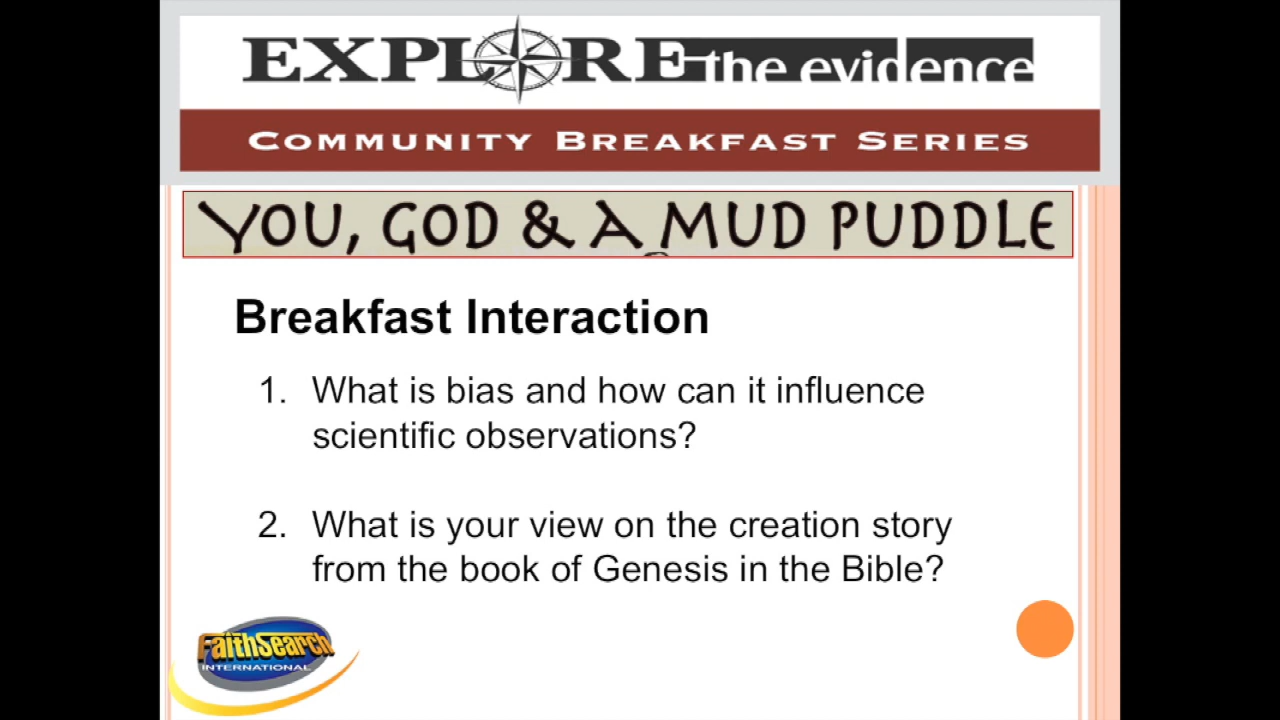 EXPLORE the evidence
COMMUNITY BREAKFAST SERIES
YOU, GOD & A MUD PUDDLE
Breakfast Interaction
1. What is bias and how can it influence
scientific observations?
2. What is your view on the creation story
from the book of Genesis in the Bible?
FaithSearch
INTERNATIONAL